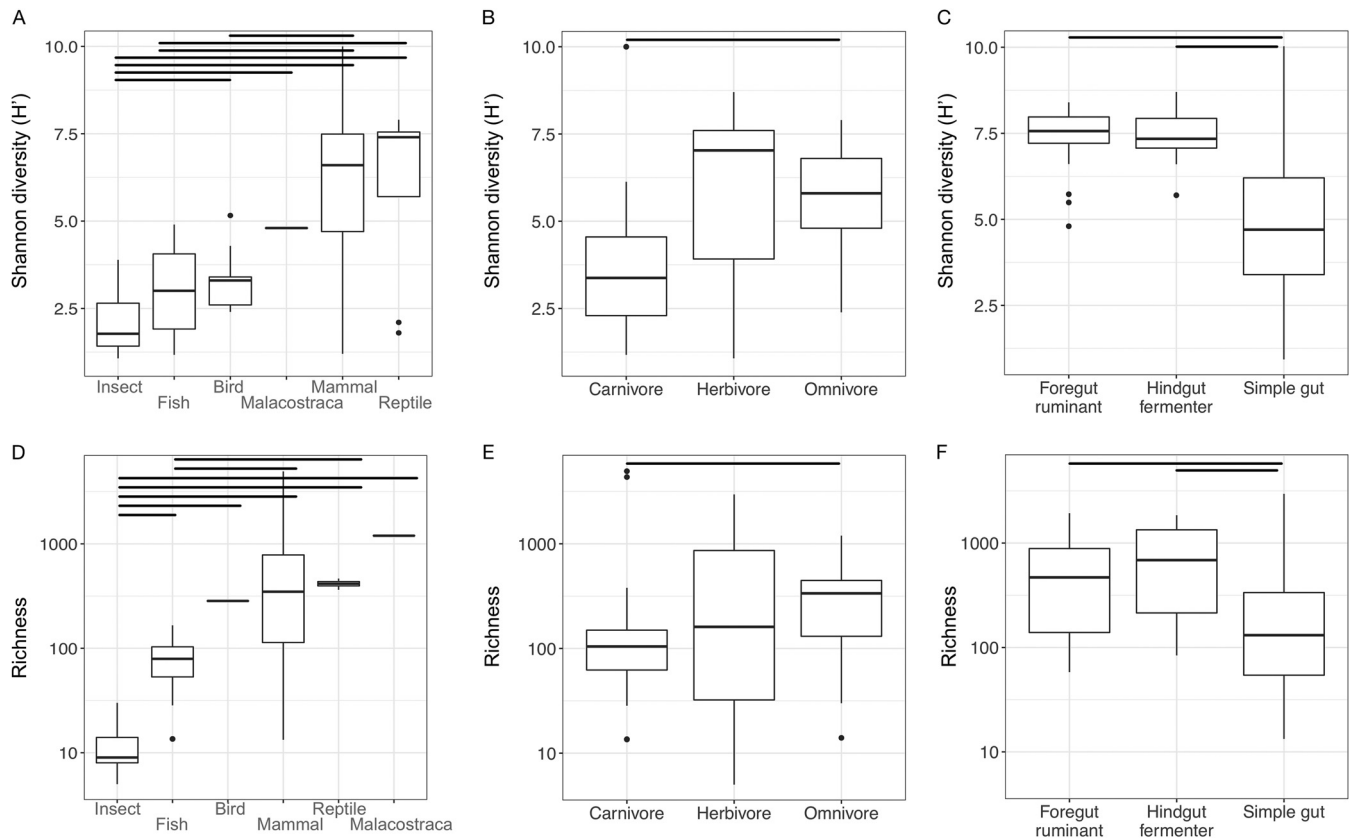 A
Shannon diversity (H’)
10.0
7.5
5.0
2.5
Insect
Fish
Bird
Malacostraca
Mammal
Reptile
B
Shannon diversity (H’)
10.0
7.5
5.0
2.5
Carnivore
Herbivore
Omnivore
C
Shannon diversity (H’)
10.0
7.5
5.0
2.5
Foregut
ruminant
Hindgut
fermenter
Simple gut
D
Richness
1000
100
10
Insect
Fish
Bird
Mammal
Reptile
Malacostraca
E
Richness
1000
100
10
Carnivore
Herbivore
Omnivore
F
Richness
1000
100
10
Foregut
ruminant
Hindgut
fermenter
Simple gut